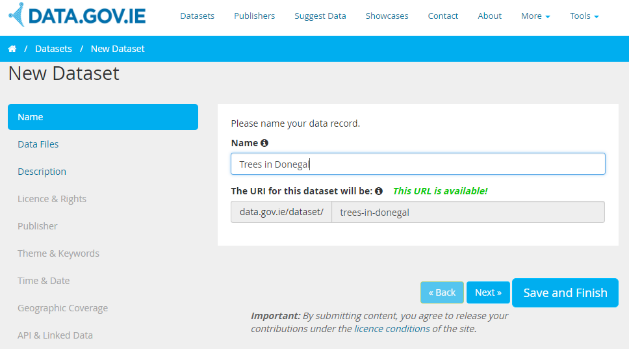 DATA.GOV.IE
Datasets Publishers Suggest Data Showcases Contact About More Tools
/ Datasets / New Dataset
New Dataset
Name
Data Files
Description
Licence & Rights
Publisher
Theme & Keywords
Time & Date
Geographic Coverage
API & Linked Data
Please name your data record.
Name
Trees in Donegal
The URI for this dataset will be: This URL is available!
data.gov.ie/dataset/ trees-in-donegal
« Back Next » Save and Finish
Important: By submitting content, you agree to release your
contributions under the licence conditions of the site.